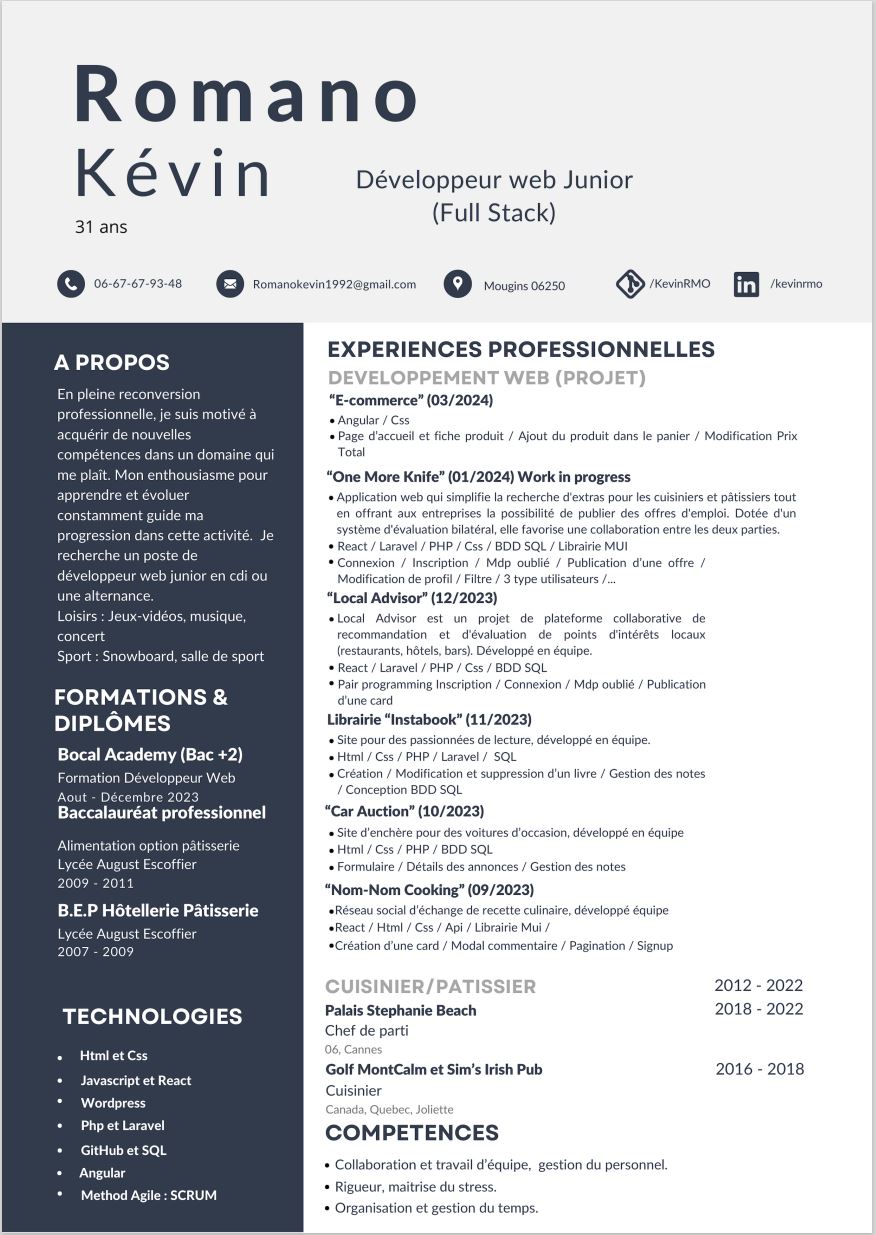 Romano
Kévin
31 ans
Développeur web Junior
(Full Stack)
06-67-67-93-48
Romanokevin1992@gmail.com
Mougins 06250
/KevinRMO
/kevinrmo
A PROPOS
En pleine reconversion
professionnelle, je suis motivé à
acquérir de nouvelles
compétences dans un domaine qui
me plaît. Mon enthousiasme pour
apprendre et évoluer
constamment guide ma
progression dans cette activité. Je
recherche un poste de
développeur web junior en cdi ou
une alternance.
Loisirs : Jeux-vidéos, musique,
concert
Sport : Snowboard, salle de sport
FORMATIONS &
DIPLÔMES
Bocal Academy (Bac +2)
Formation Développeur Web
Aout - Décembre 2023
Baccalauréat professionnel
Alimentation option pâtisserie
Lycée August Escoffier
2009 - 2011
B.E.P Hôtellerie Pâtisserie
Lycée August Escoffier
2007 - 2009
TECHNOLOGIES
• Html et Css
• Javascript et React
• Wordpress
• Php et Laravel
• GitHub et SQL
• Angular
• Method Agile : SCRUM
EXPERIENCES PROFESSIONNELLES
DEVELOPPEMENT WEB (PROJET)
“E-commerce” (03/2024)
• Angular / Css
• Page d’accueil et fiche produit / Ajout du produit dans le panier / Modification Prix
Total
“One More Knife” (01/2024) Work in progress
• Application web qui simplifie la recherche d'extras pour les cuisiniers et pâtissiers tout
en offrant aux entreprises la possibilité de publier des offres d'emploi. Dotée d'un
système d'évaluation bilatéral, elle favorise une collaboration entre les deux parties.
• React / Laravel / PHP / Css / BDD SQL / Librairie MUI
• Connexion / Inscription / Mdp oublié / Publication d’une offre /
Modification de profil / Filtre / 3 type utilisateurs /...
“Local Advisor” (12/2023)
• Local Advisor est un projet de plateforme collaborative de
recommandation et d'évaluation de points d'intérêts locaux
(restaurants, hôtels, bars). Développé en équipe.
• React / Laravel / PHP / Css / BDD SQL
• Pair programming Inscription / Connexion / Mdp oublié / Publication
d’une card
Librairie “Instabook” (11/2023)
• Site pour des passionnées de lecture, développé en équipe.
• Html / Css / PHP / Laravel / SQL
• Création / Modification et suppression d’un livre / Gestion des notes
/ Conception BDD SQL
“Car Auction” (10/2023)
• Site d’enchère pour des voitures d’occasion, développé en équipe
• Html / Css / PHP / BDD SQL
• Formulaire / Détails des annonces / Gestion des notes
“Nom-Nom Cooking” (09/2023)
•Réseau social d’échange de recette culinaire, développé équipe
•React / Html / Css / Api / Librairie Mui /
•Création d’une card / Modal commentaire / Pagination / Signup
CUISINIER/PATISSIER 2012 - 2022
Palais Stephanie Beach 2018 - 2022
Chef de parti
06, Cannes
Golf MontCalm et Sim’s Irish Pub 2016 - 2018
Cuisinier
Canada, Quebec, Joliette
COMPETENCES
• Collaboration et travail d’équipe, gestion du personnel.
• Rigueur, maitrise du stress.
• Organisation et gestion du temps.